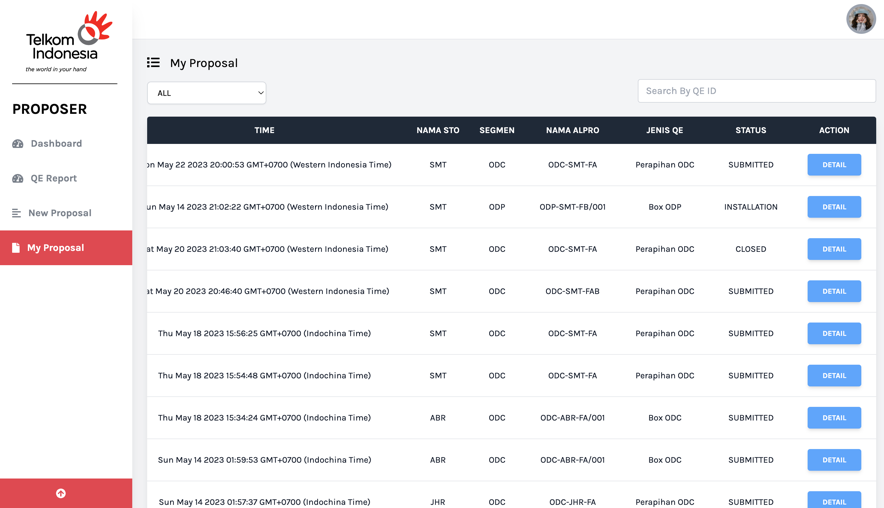 Telkom
Indonesia
the world in your hand
PROPOSER
Dashboard
QE Report
New Proposal
My Proposal
My Proposal
ALL
Search By QE ID
TIME NAMA STO SEGMEN NAMA ALPRO JENIS QE STATUS ACTION
on May 22 2023 20:00:53 GMT+0700 (Western Indonesia Time) SMT ODC ODC-SMT-FA Perapihan ODC SUBMITTED DETAIL
un May 14 2023 21:02:22 GMT+0700 (Western Indonesia Time) SMT ODP ODP-SMT-FB/001 Box ODP INSTALLATION DETAIL
at May 20 2023 21:03:40 GMT+0700 (Western Indonesia Time) SMT ODC ODC-SMT-FA Perapihan ODC CLOSED DETAIL
at May 20 2023 20:46:40 GMT+0700 (Western Indonesia Time) SMT ODC ODC-SMT-FAB Perapihan ODC SUBMITTED DETAIL
Thu May 18 2023 15:56:25 GMT+0700 (Indochina Time) SMT ODC ODC-SMT-FA Perapihan ODC SUBMITTED DETAIL
Thu May 18 2023 15:54:48 GMT+0700 (Indochina Time) SMT ODC ODC-SMT-FA Perapihan ODC SUBMITTED DETAIL
Thu May 18 2023 15:34:24 GMT+0700 (Indochina Time) ABR ODC ODC-ABR-FA/001 Box ODC SUBMITTED DETAIL
Sun May 14 2023 01:59:53 GMT+0700 (Indochina Time) ABR ODC ODC-ABR-FA/001 Box ODC SUBMITTED DETAIL
Sun May 14 2023 01:57:37 GMT+0700 (Indochina Time) JHR ODC ODC-JHR-FA Perapihan ODC SUBMITTED DETAIL